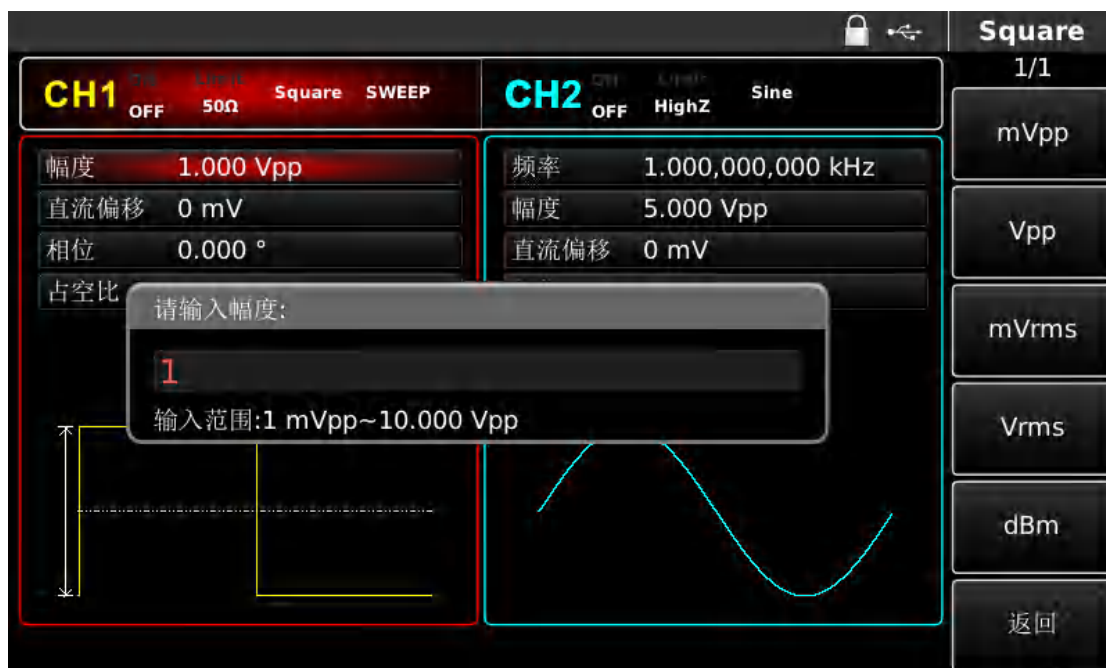 Square
1/1
CH1 OFF 50Ω Square SWEEP
CH2 OFF HighZ Sine
幅度 1.000 Vpp
直流偏移 0 mV
相位 0.000 °
占空比
频率 1.000,000,000 kHz
幅度 5.000 Vpp
直流偏移 0 mV
请输入幅度:
1
输入范围:1 mVpp~10.000 Vpp
mVpp
Vpp
mVrms
Vrms
dBm
返回